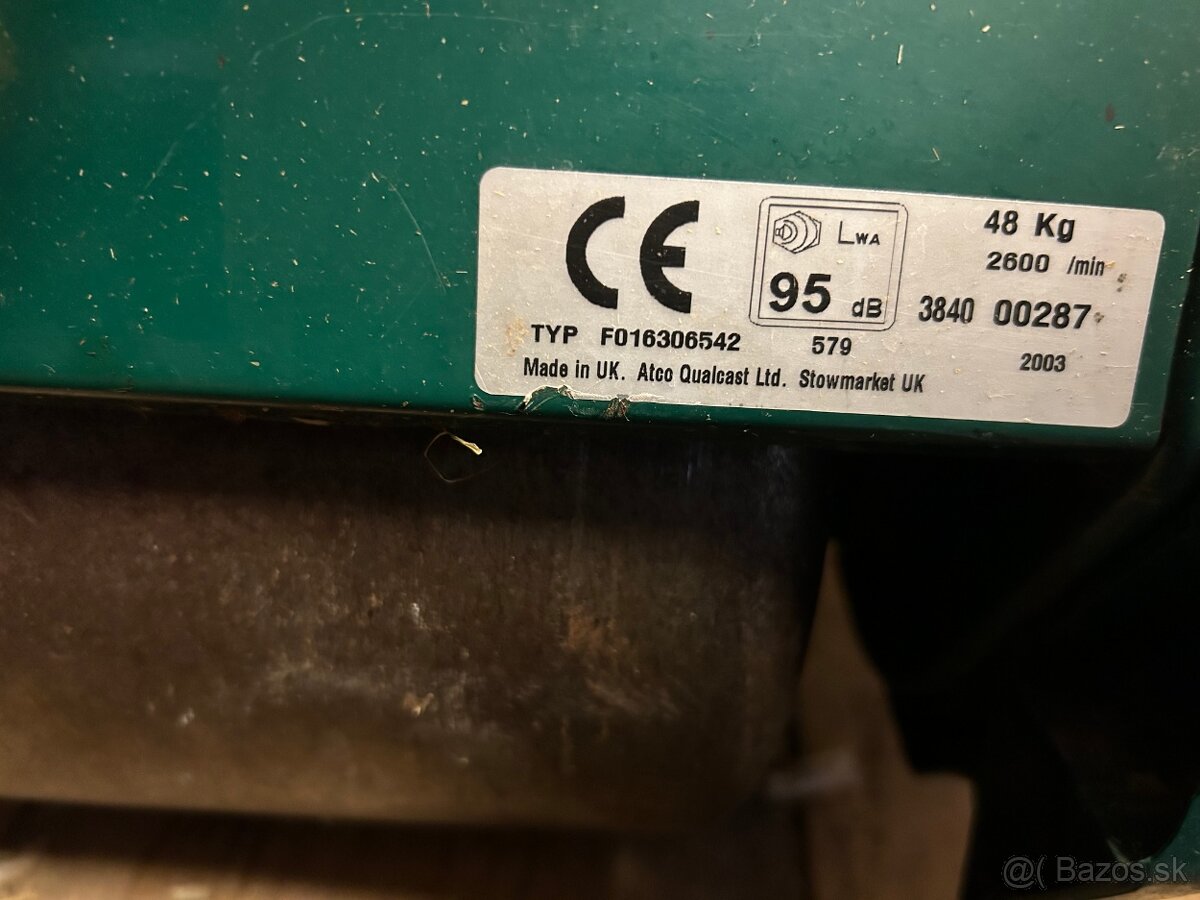 CE
LWA
95 dB
48 Kg
2600 /min
3840 00287
TYP F016306542
579
2003
Made in UK. Atco Qualcast Ltd. Stowmarket UK
@( Bazos.sk